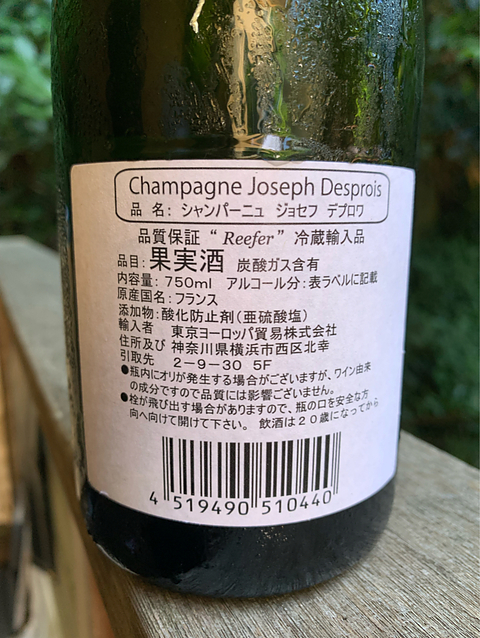 Champagne Joseph Desprois
品 名: シャンパーニュ ジョセフ デプロワ
品質保証 “ Reefer ” 冷蔵輸入品
品目: 果実酒 炭酸ガス含有
内容量: 750ml アルコール分:表ラベルに記載
原産国名: フランス
添加物:酸化防止剤(亜硫酸塩)
輸入者 東京ヨーロッパ貿易株式会社
住所及び 神奈川県横浜市西区北幸
引取先 2-9-30 5F
●瓶内にオリが発生する場合がございますが、ワイン由来
の成分ですので品質には影響ございません。
●栓が飛び出す場合がありますので、瓶の口を安全な方
向へ向けて開けて下さい。 飲酒は20歳になってから
4 519490 510440